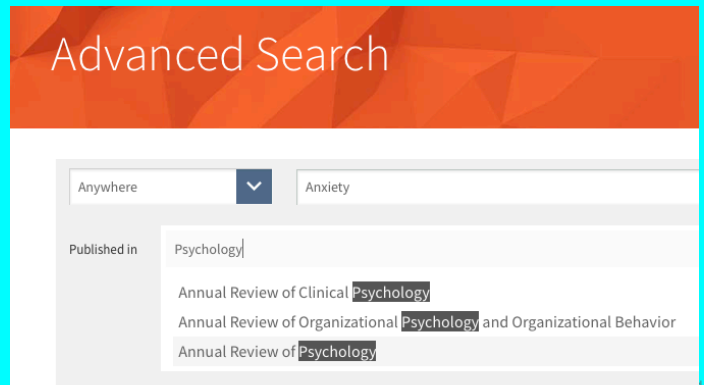 Advanced Search
Anywhere Anxiety
Published in Psychology
Annual Review of Clinical Psychology
Annual Review of Organizational Psychology and Organizational Behavior
Annual Review of Psychology